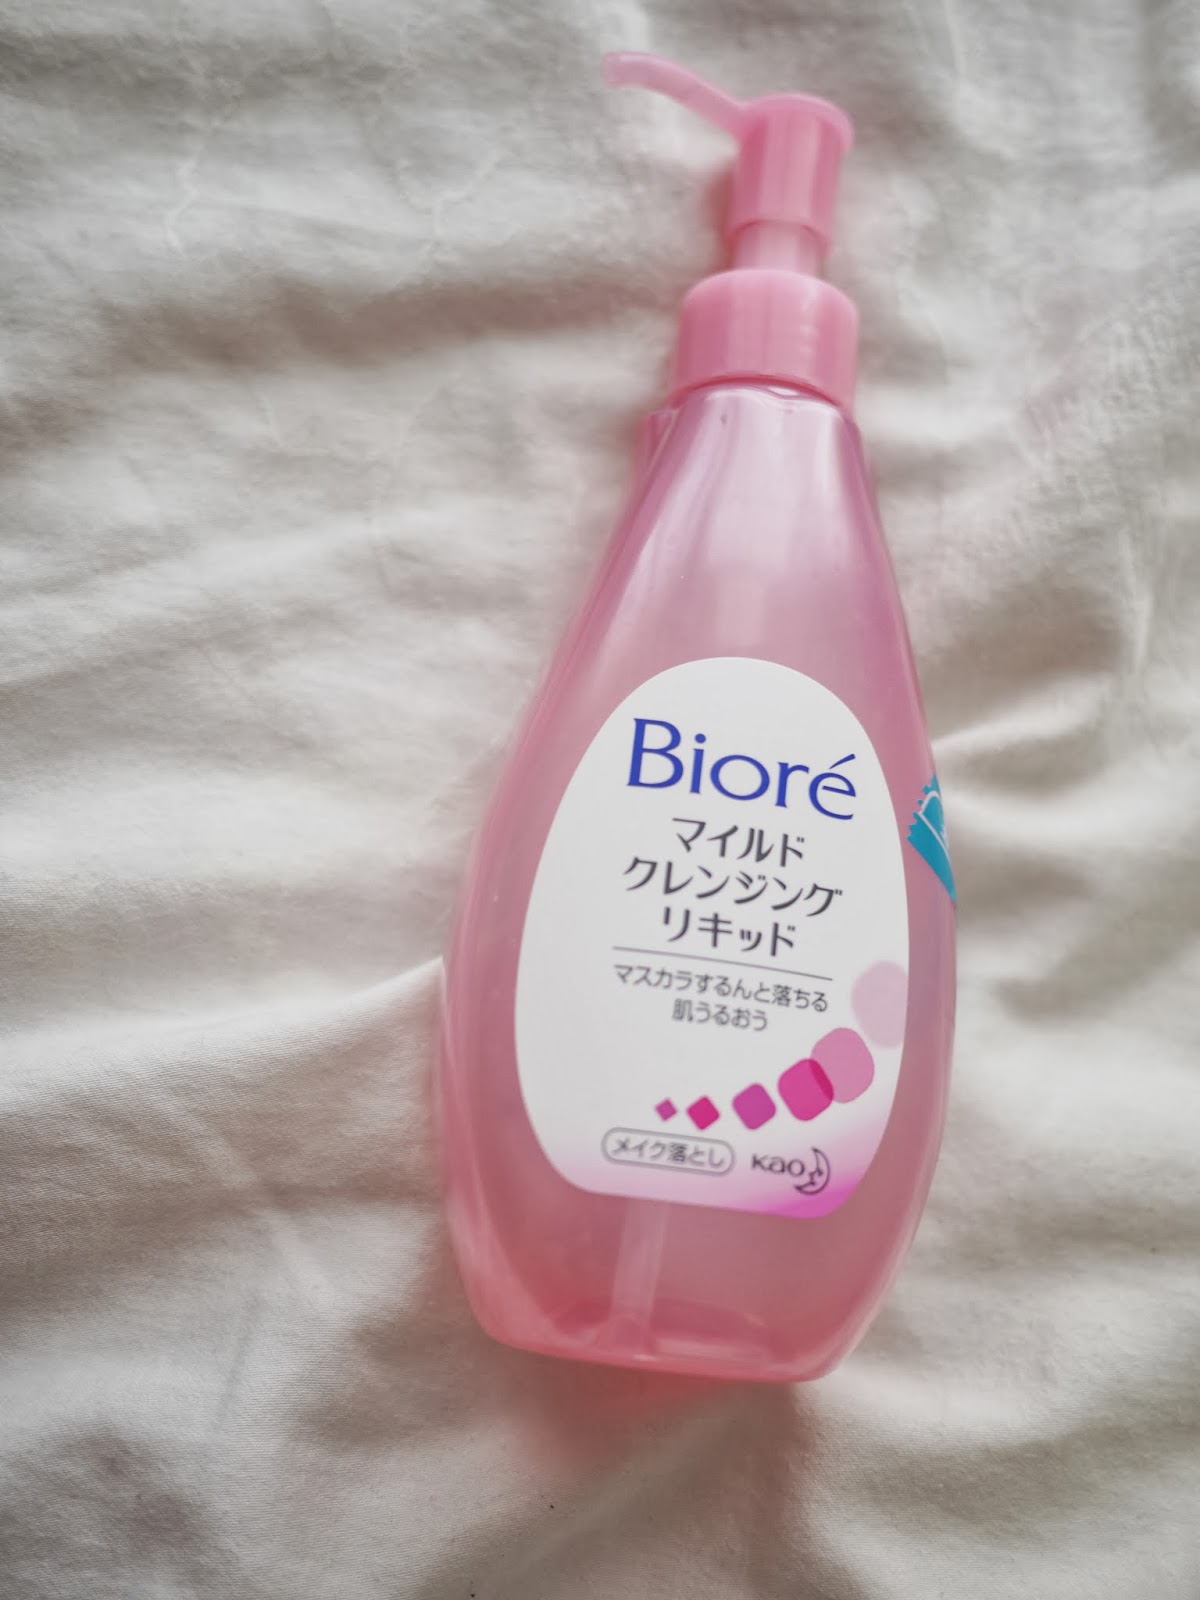 Bioré
マイルド
クレンジング
リキッド
マスカラするんと落ちる
肌うるおう
メイク落とし
Kao